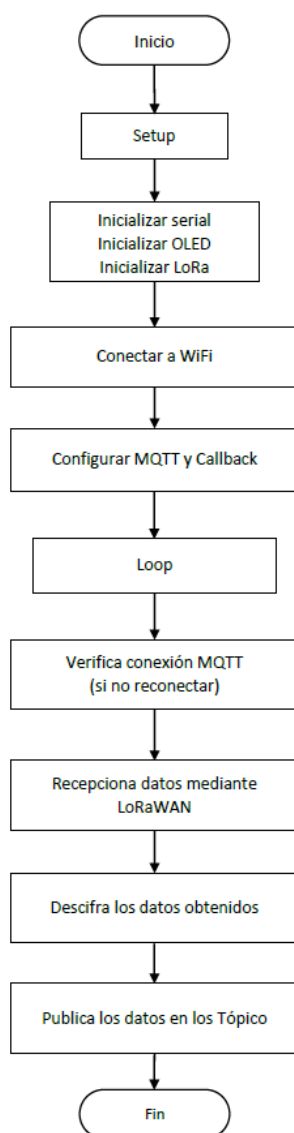 Inicio
Setup
Inicializar serial
Inicializar OLED
Inicializar LoRa
Conectar a WiFi
Configurar MQTT y Callback
Loop
Verifica conexión MQTT
(si no reconectar)
Recepciona datos mediante
LoRaWAN
Descifra los datos obtenidos
Publica los datos en los Tópico
Fin